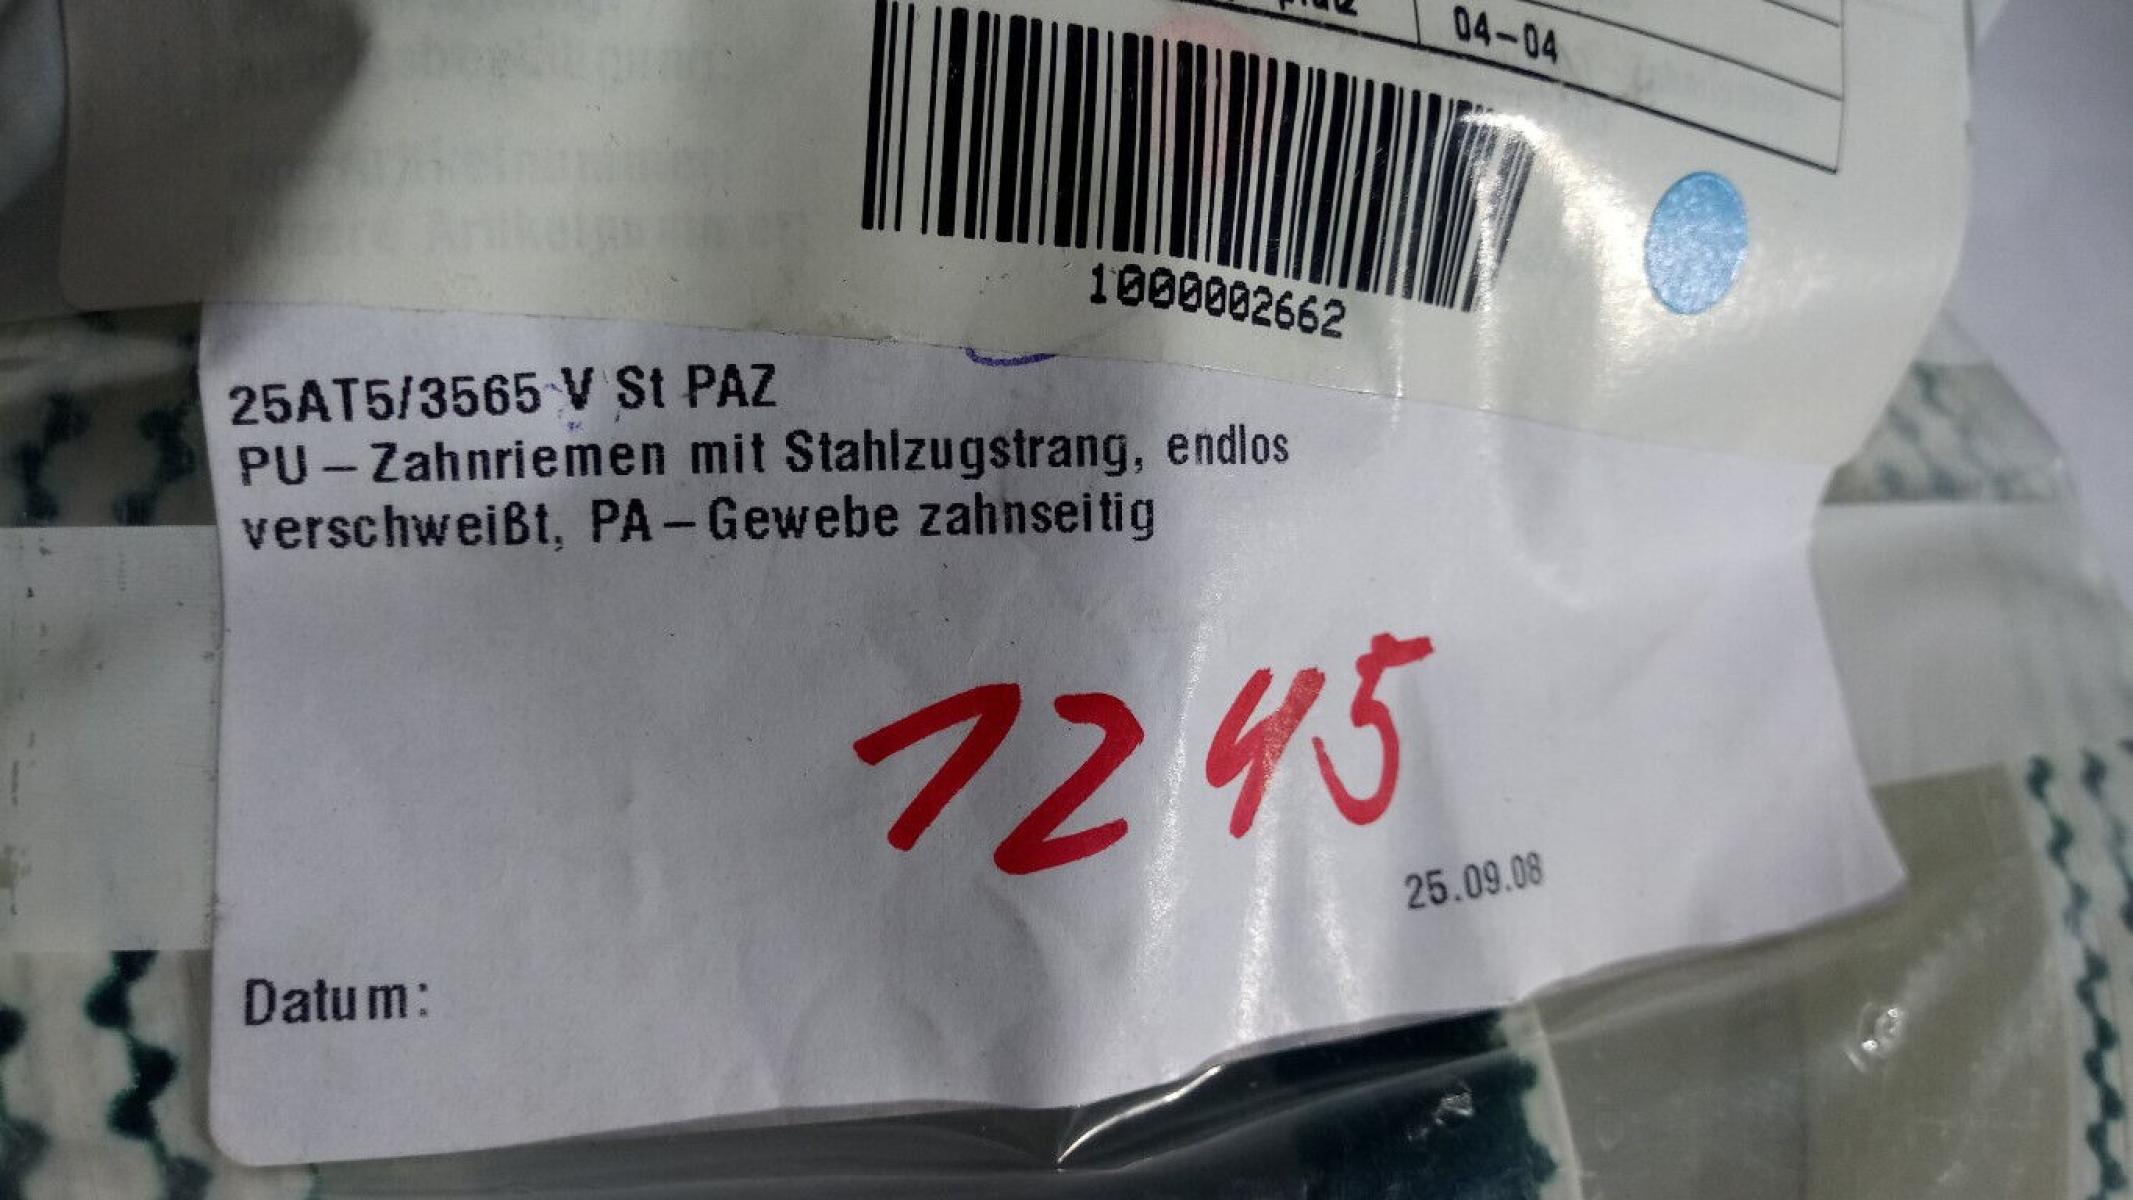 04-04
1000002662
25AT5/3565 V St PAZ
PU - Zahnriemen mit Stahlzugstrang, endlos
verschweißt, PA - Gewebe zahnseitig
1245
25.09.08
Datum: